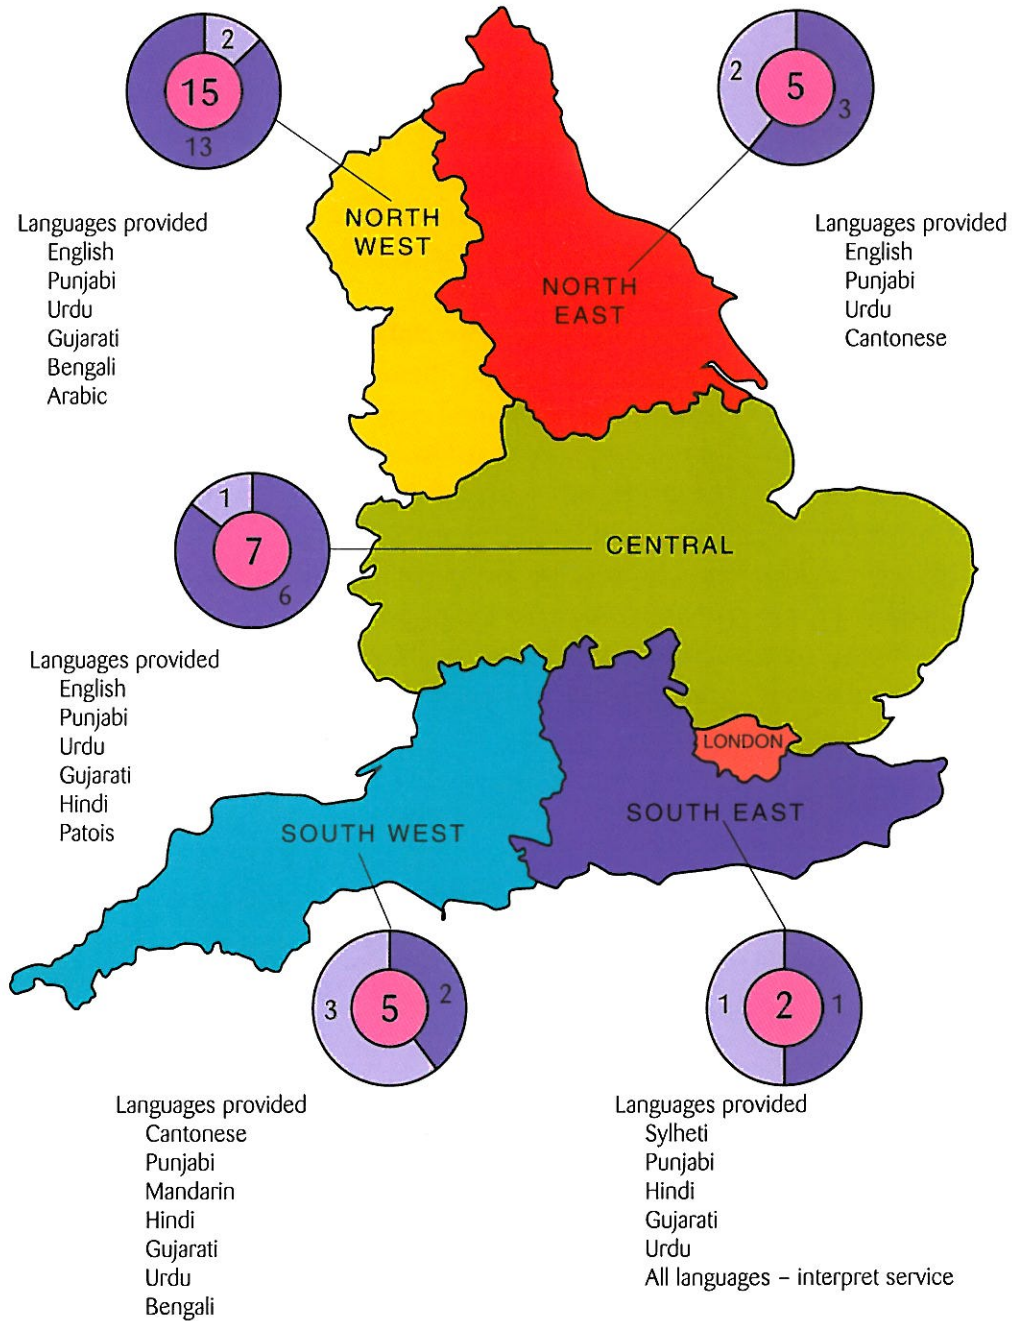 2
15
13
2
5
3
Languages provided
English
Punjabi
Urdu
Gujarati
Bengali
Arabic
NORTH
WEST
NORTH
EAST
Languages provided
English
Punjabi
Urdu
Cantonese
1
7
6
CENTRAL
Languages provided
English
Punjabi
Urdu
Gujarati
Hindi
Patois
LONDON
SOUTH WEST
SOUTH EAST
3
5
2
1
2
1
Languages provided
Cantonese
Punjabi
Mandarin
Hindi
Gujarati
Urdu
Bengali
Languages provided
Sylheti
Punjabi
Hindi
Gujarati
Urdu
All languages – interpret service